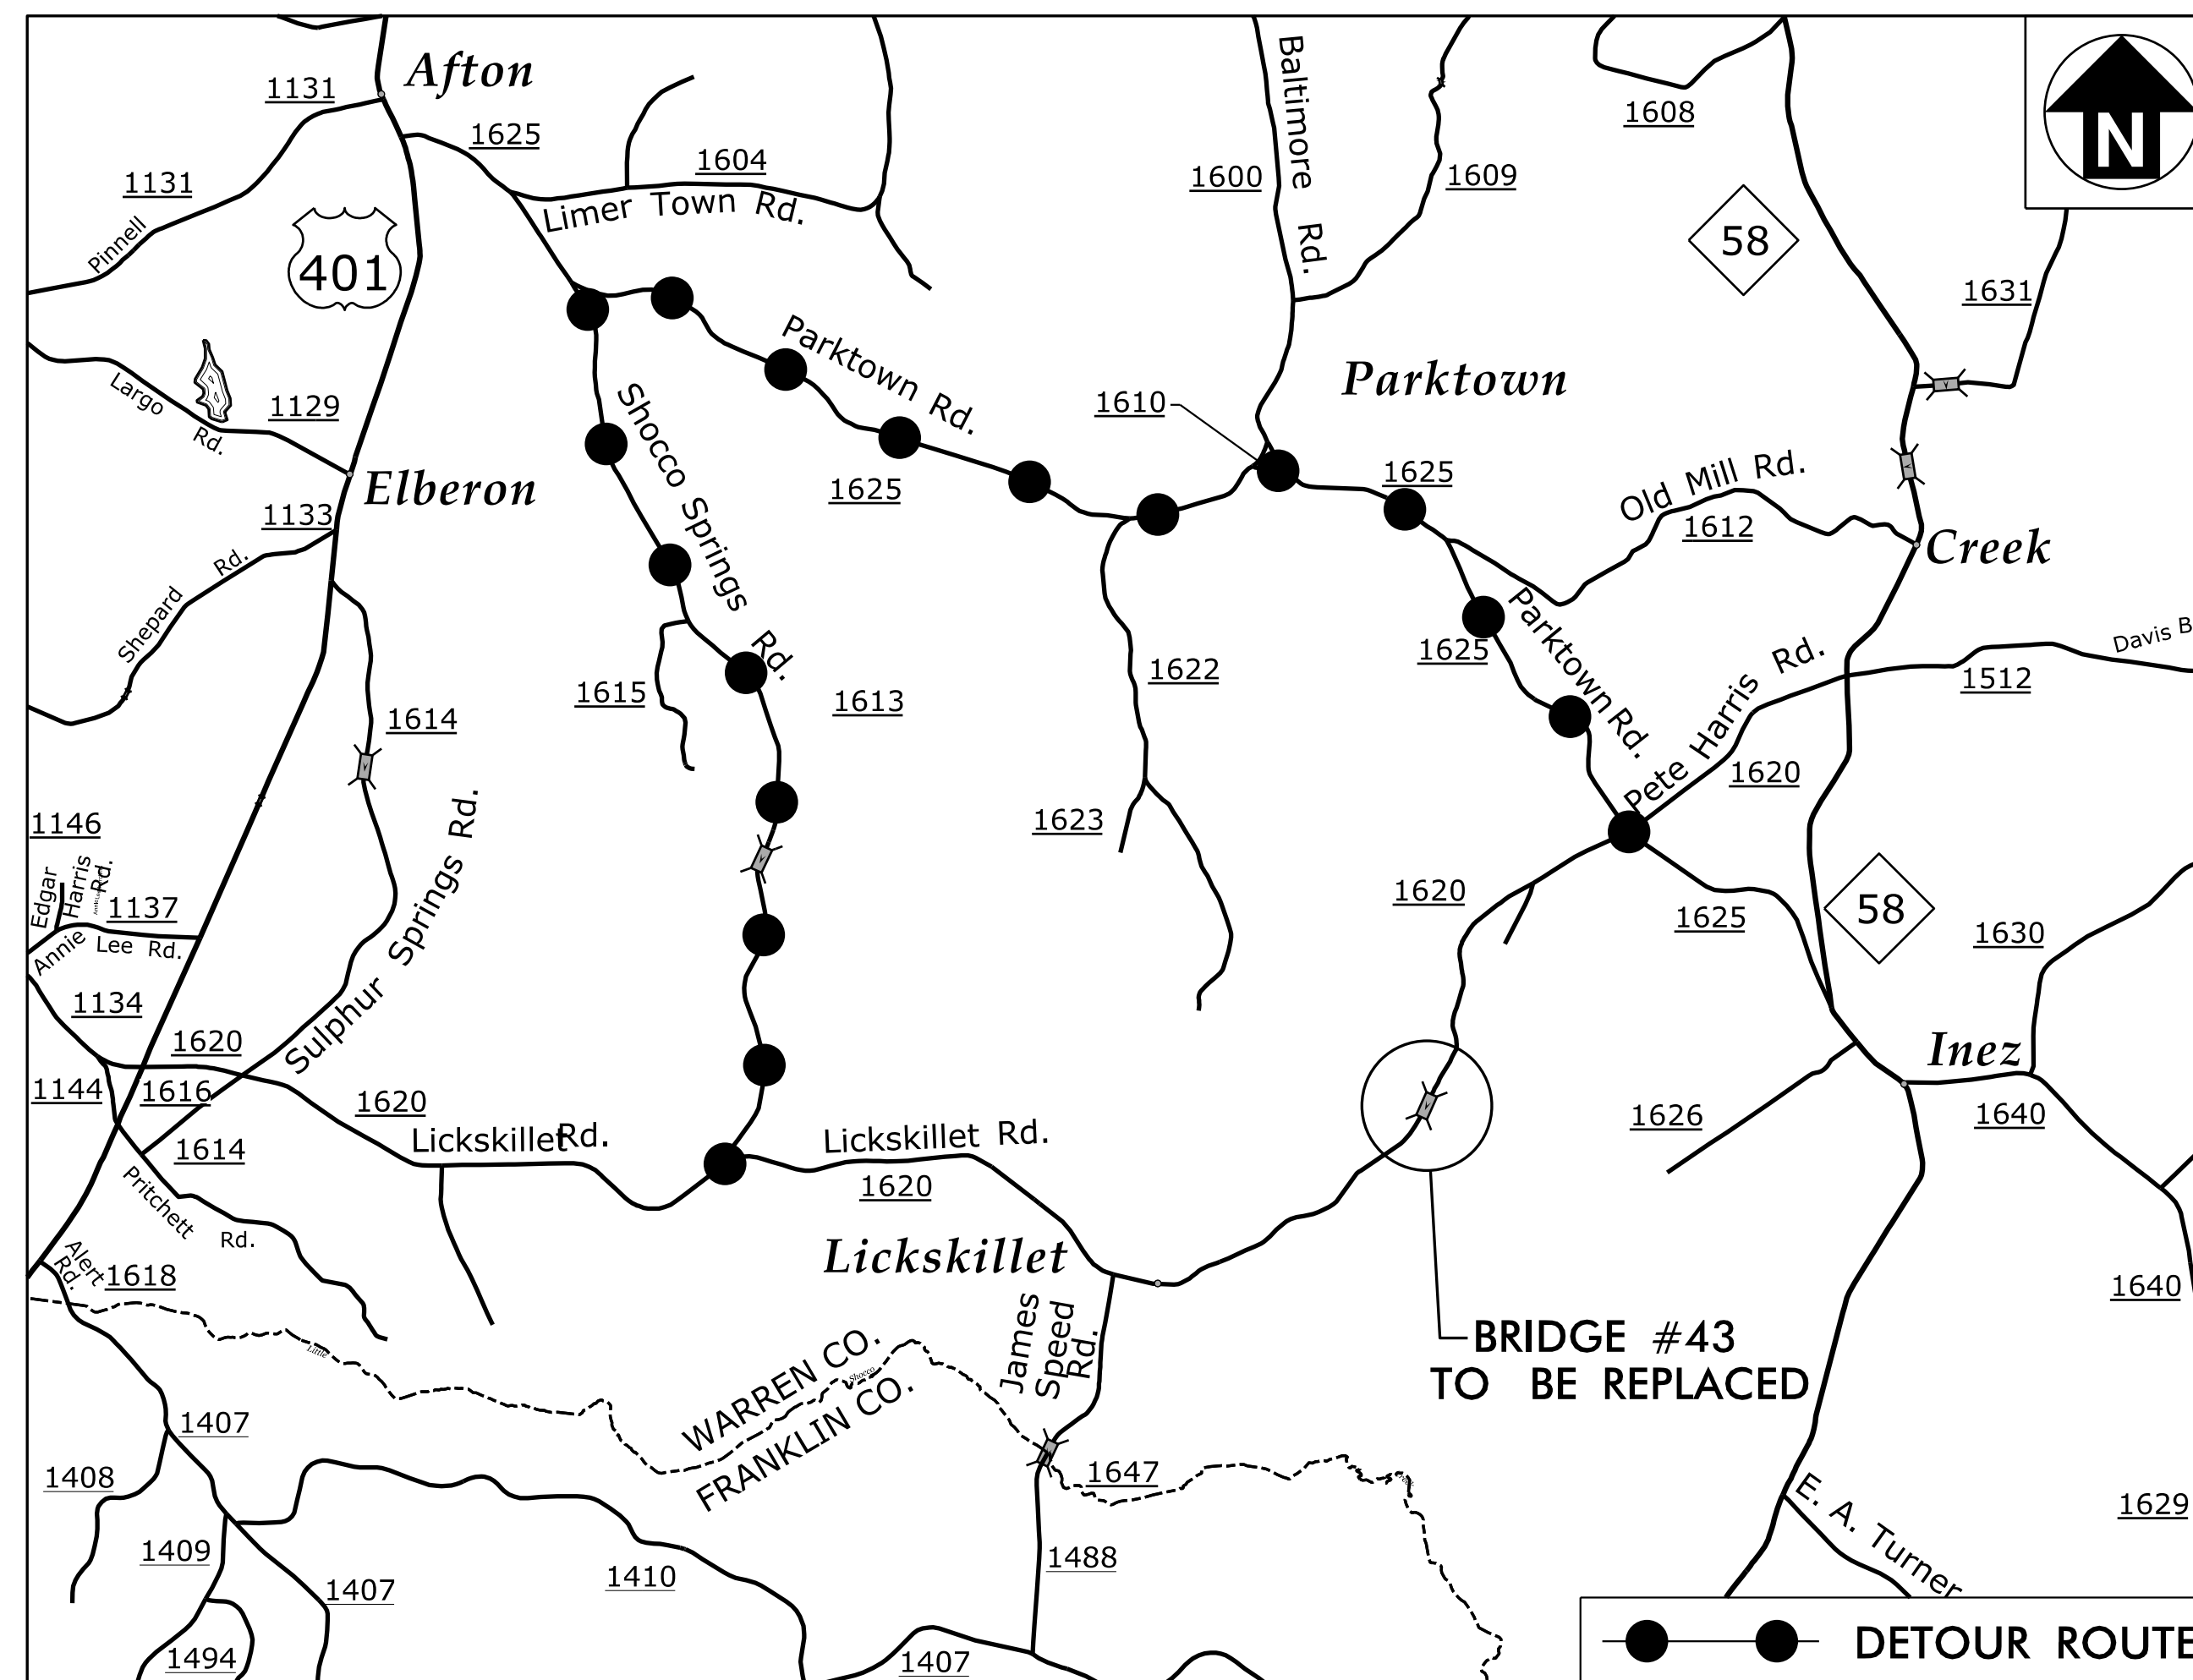 Afton
1131
1625
1604
Limer Town Rd.
1131
Pinnell
401
1600
Baltimore Rd.
1609
1608
58
N
1631
Largo Rd.
1129
Parktown Rd.
1610
Parktown
1625
Elberon
1133
Shepard Rd.
Shocco Springs Rd.
1625
Old Mill Rd.
1612
Creek
Davis B
1512
1625
Parktown Rd.
Pete Harris Rd.
1620
1622
1615
1613
1614
1623
1146
Edgar Harris Rd.
1137
Annie Lee Rd.
1134
Sulphur Springs Rd.
1620
1625
58
1630
Inez
1640
1626
1620
1144
1616
1620
1614
Lickskillet Rd.
Lickskillet Rd.
1620
Pritchett Rd.
Alert Rd.
1618
Lickskillet
1640
James Speed Rd.
BRIDGE #43
TO BE REPLACED
Little
WARREN CO.
Shocco
FRANKLIN CO.
1407
1408
1647
1409
1407
1410
1488
1629
E. A. Turner
1494
1407
DETOUR ROUTE